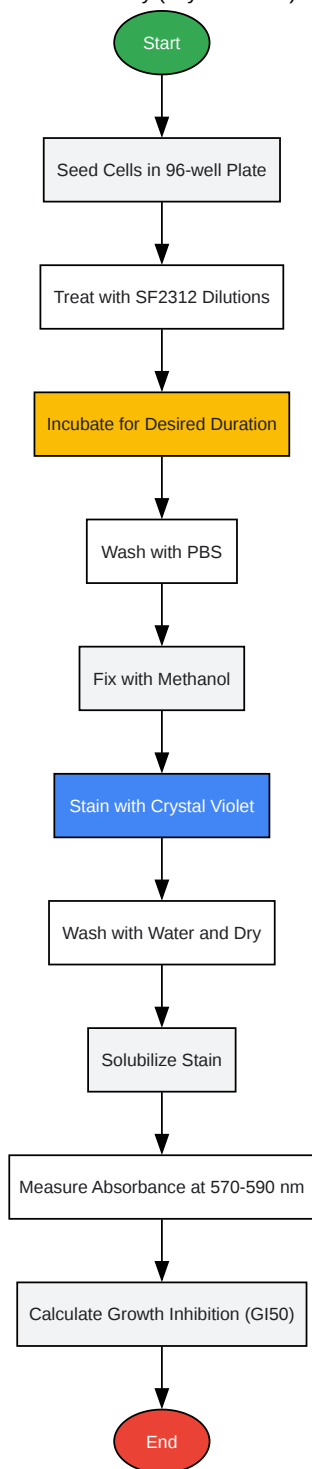 Start
Seed Cells in 96-well Plate
Treat with SF2312 Dilutions
Incubate for Desired Duration
Wash with PBS
Fix with Methanol
Stain with Crystal Violet
Wash with Water and Dry
Solubilize Stain
Measure Absorbance at 570-590 nm
Calculate Growth Inhibition (GI50)
End